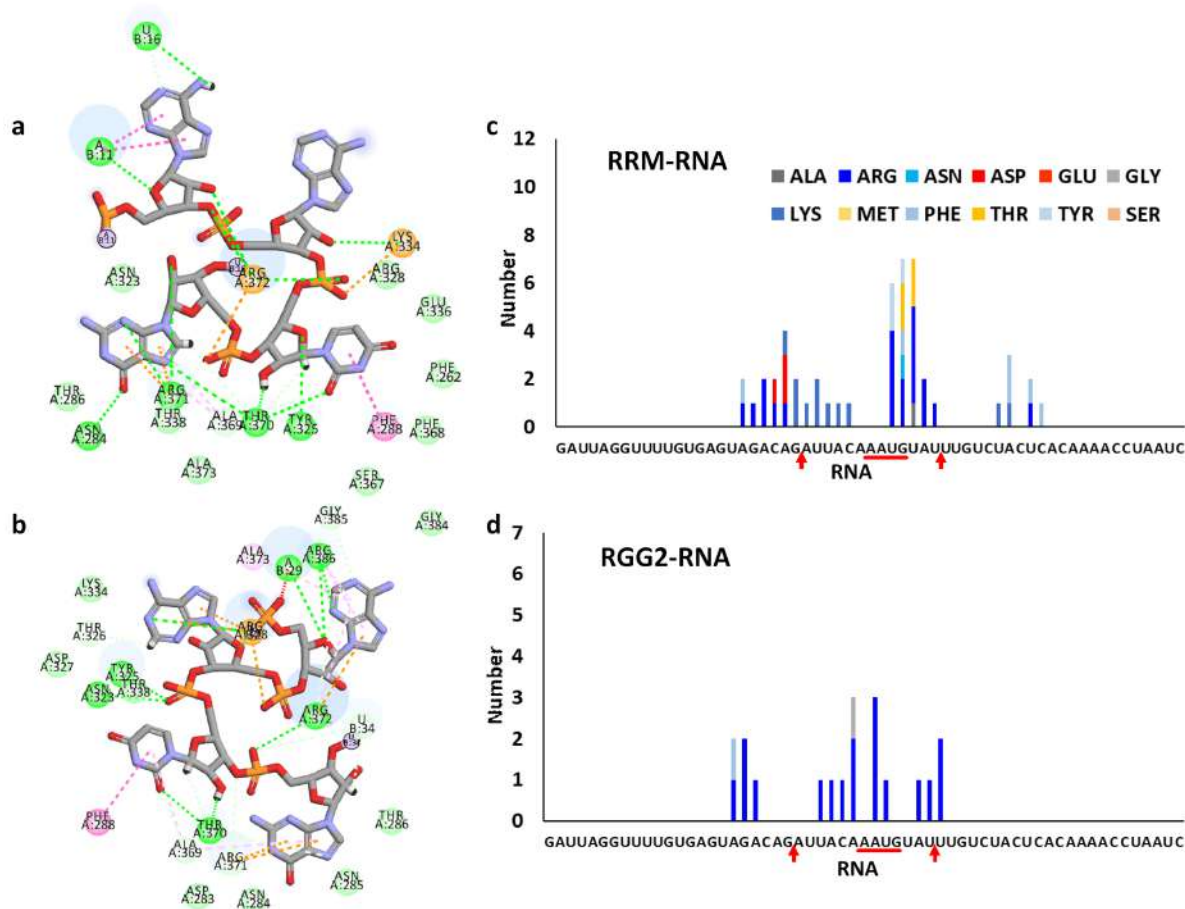 a
U
B:16
A
B:11
A
B:11
ASN
A:323
U
ARG
A:372
LYS
A:334
ARG
A:328
GLU
A:336
PHE
A:262
THR
A:286
ARG
A:371
ASN
A:284
THR
A:338
ALA
A:369
THR
A:370
TYR
A:325
PHE
A:288
PHE
A:368
ALA
A:373
SER
A:367
b
GLY
A:385
GLY
A:384
ALA
A:373
A
B:29
ARG
A:386
LYS
A:334
THR
A:326
ASP
A:327
TYR
A:325
THR
A:338
ASN
A:323
ARG
A:328
ARG
A:372
U
B:34
PHE
A:288
THR
A:370
ALA
A:369
ARG
A:371
THR
A:286
ASP
A:283
ASN
A:284
ASN
A:285
c
RRM-RNA
ALA ARG ASN ASP GLU GLY
LYS MET PHE THR TYR SER
Number
12
10
8
6
4
2
0
GAUUAGGUUUUGUGAGUAGACAGAUUACAAAUGUAUUUGUCUACUCACAAAACCUAAUC
RNA
d
RGG2-RNA
Number
7
6
5
4
3
2
1
0
GAUUAGGUUUUGUGAGUAGACAGAUUACAAAUGUAUUUGUCUACUCACAAAACCUAAUC
RNA